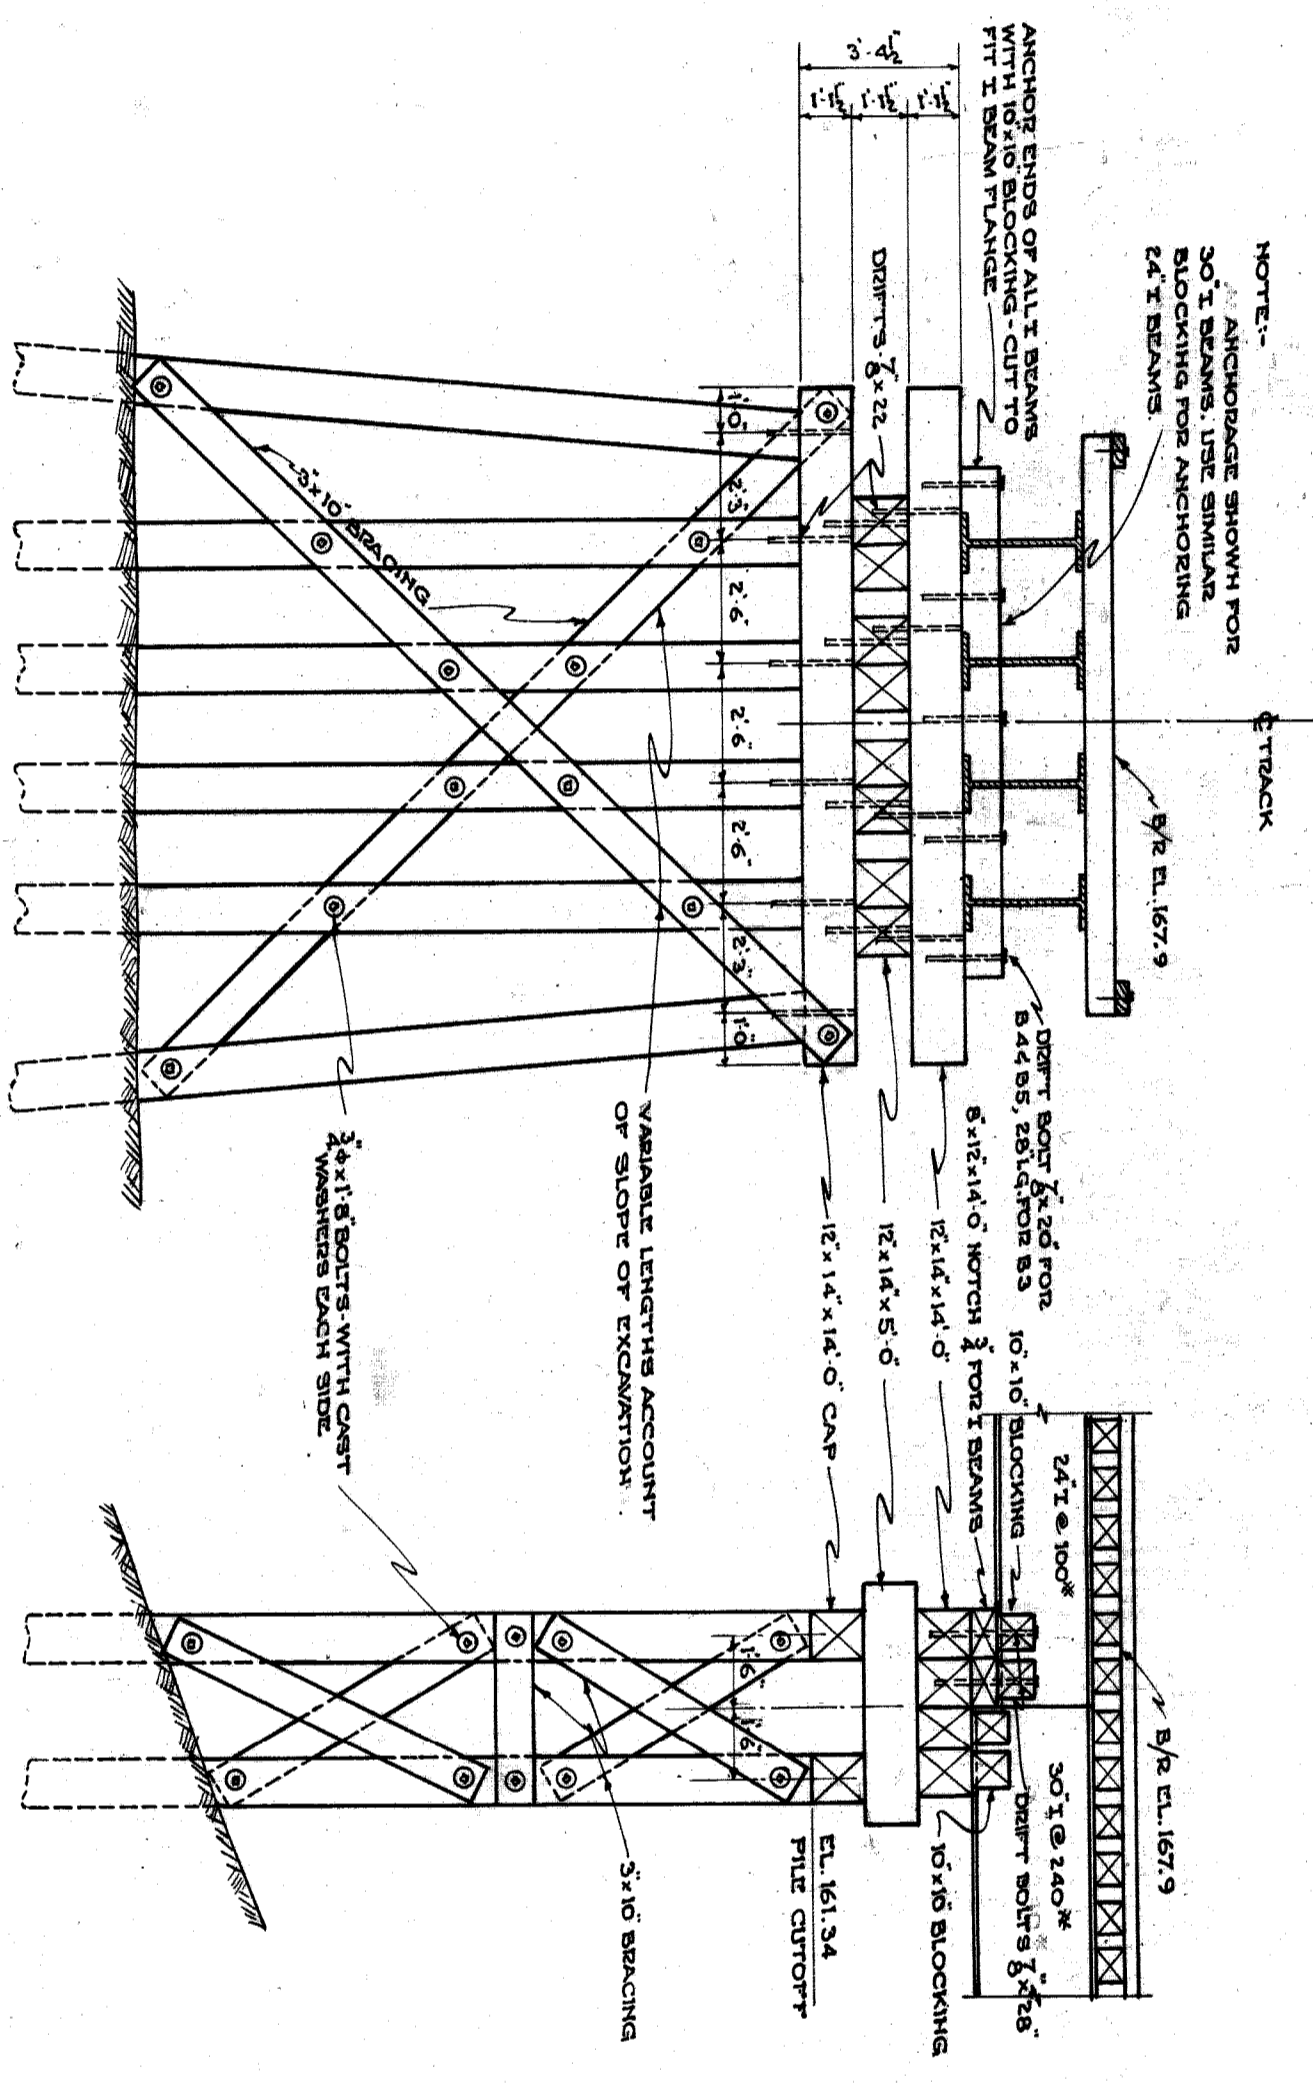 NOTE:-
ANCHORAGE SHOWN FOR
30" I BEAMS. USE SIMILAR
BLOCKING FOR ANCHORING
24" I BEAMS.
℄ TRACK
B/R EL.167.9
ANCHOR ENDS OF ALL I BEAMS
WITH 10"x10" BLOCKING-CUT TO
FIT I BEAM FLANGE
3'-4½"
1'-1½"
1'-1½"
1'-1½"
DRIFTS-⅞"x22
1'-0"
2'-3"
2'-6"
2'-6"
2'-6"
2'-3"
1'-0"
3"x10" BRACING
DRIFT BOLT ⅞"x20" FOR
B4&B5, 28"LG.FOR B3
8"x12"x14'-0" NOTCH ¾" FOR I BEAMS
12"x14"x14'-0"
12"x14"x5'-0"
12"x14"x14'-0" CAP
VARIABLE LENGTHS ACCOUNT
OF SLOPE OF EXCAVATION
¾"ϕx1'-8" BOLTS-WITH CAST
WASHERS EACH SIDE
B/R EL.167.9
24" I @ 100#
30" I @ 240#
10"x10" BLOCKING
DRIFT BOLTS ⅞"x28"
10"x10" BLOCKING
EL. 161.34
PILE CUTOFF
1'-6"
1'-6"
3"x10" BRACING